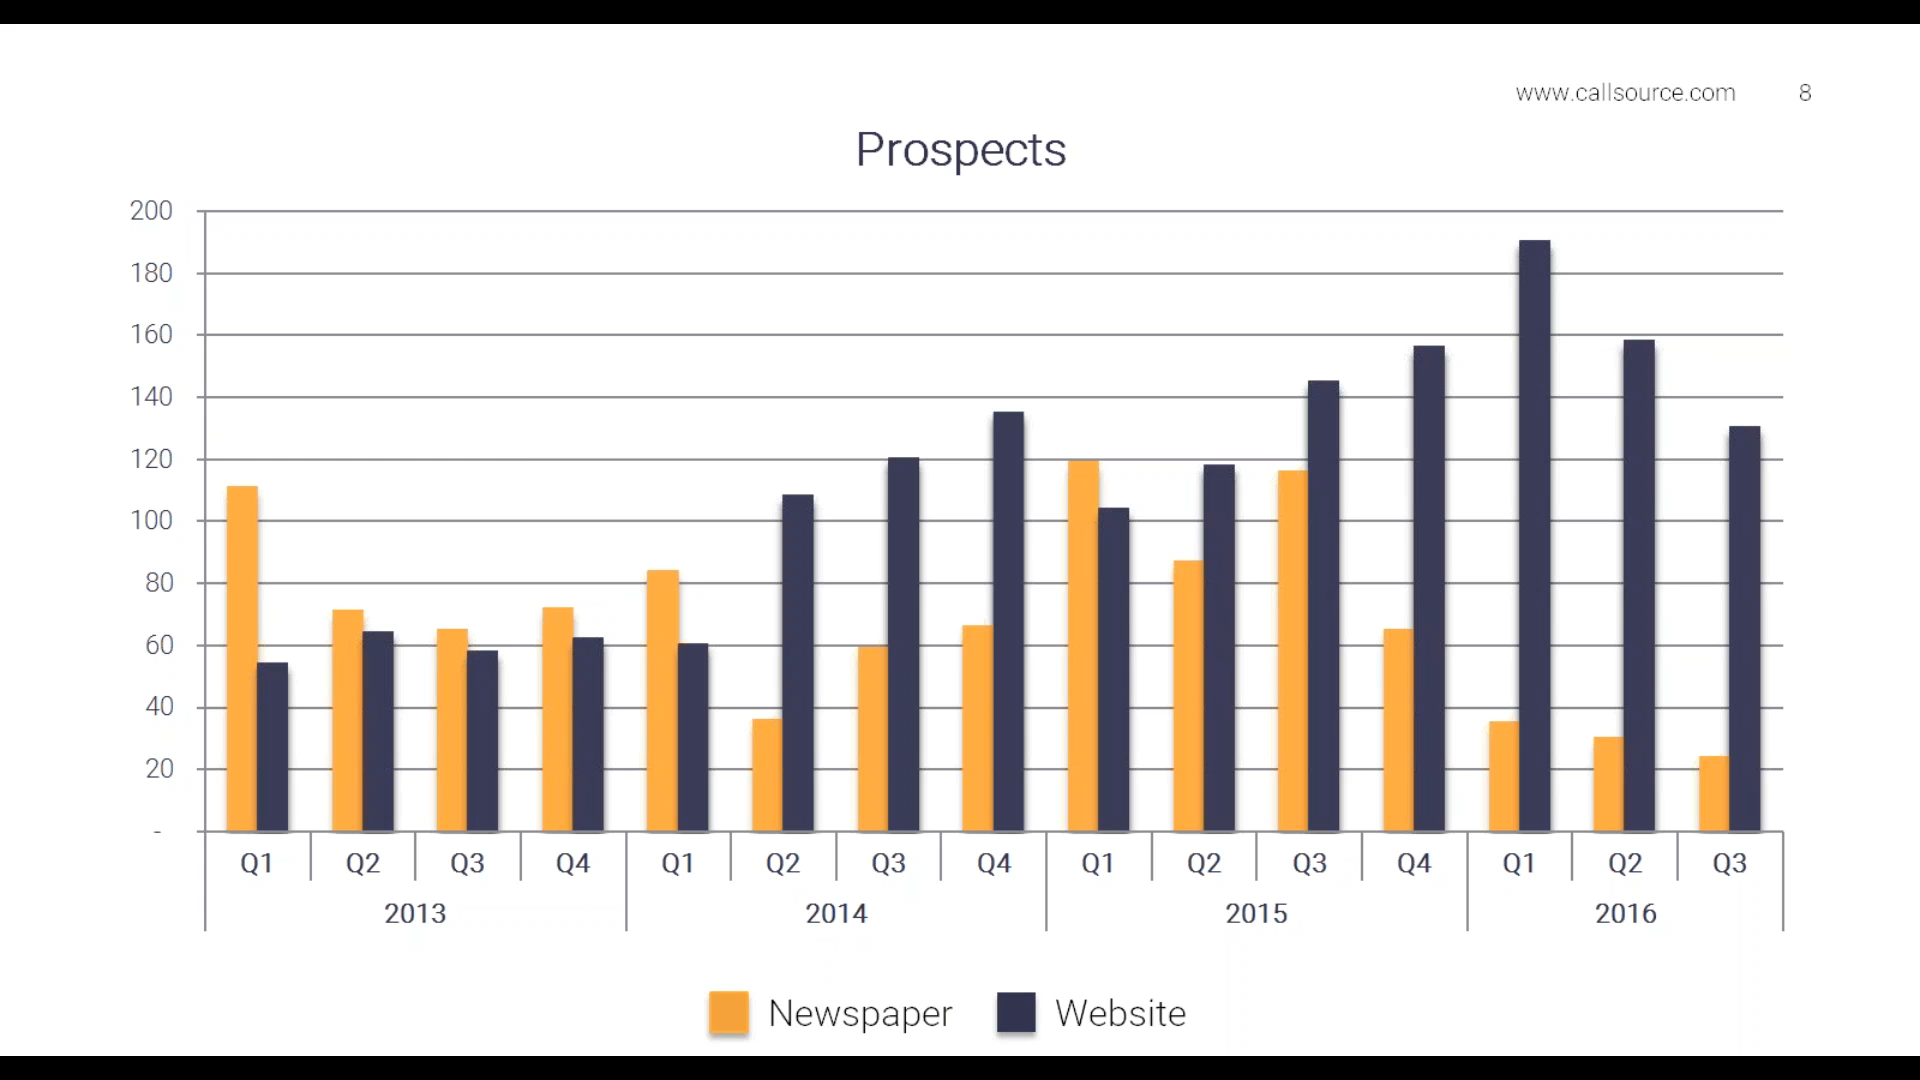 www.callsource.com 8
Prospects
200
180
160
140
120
100
80
60
40
20
-
Q1 Q2 Q3 Q4 Q1 Q2 Q3 Q4 Q1 Q2 Q3 Q4 Q1 Q2 Q3
2013 2014 2015 2016
Newspaper Website